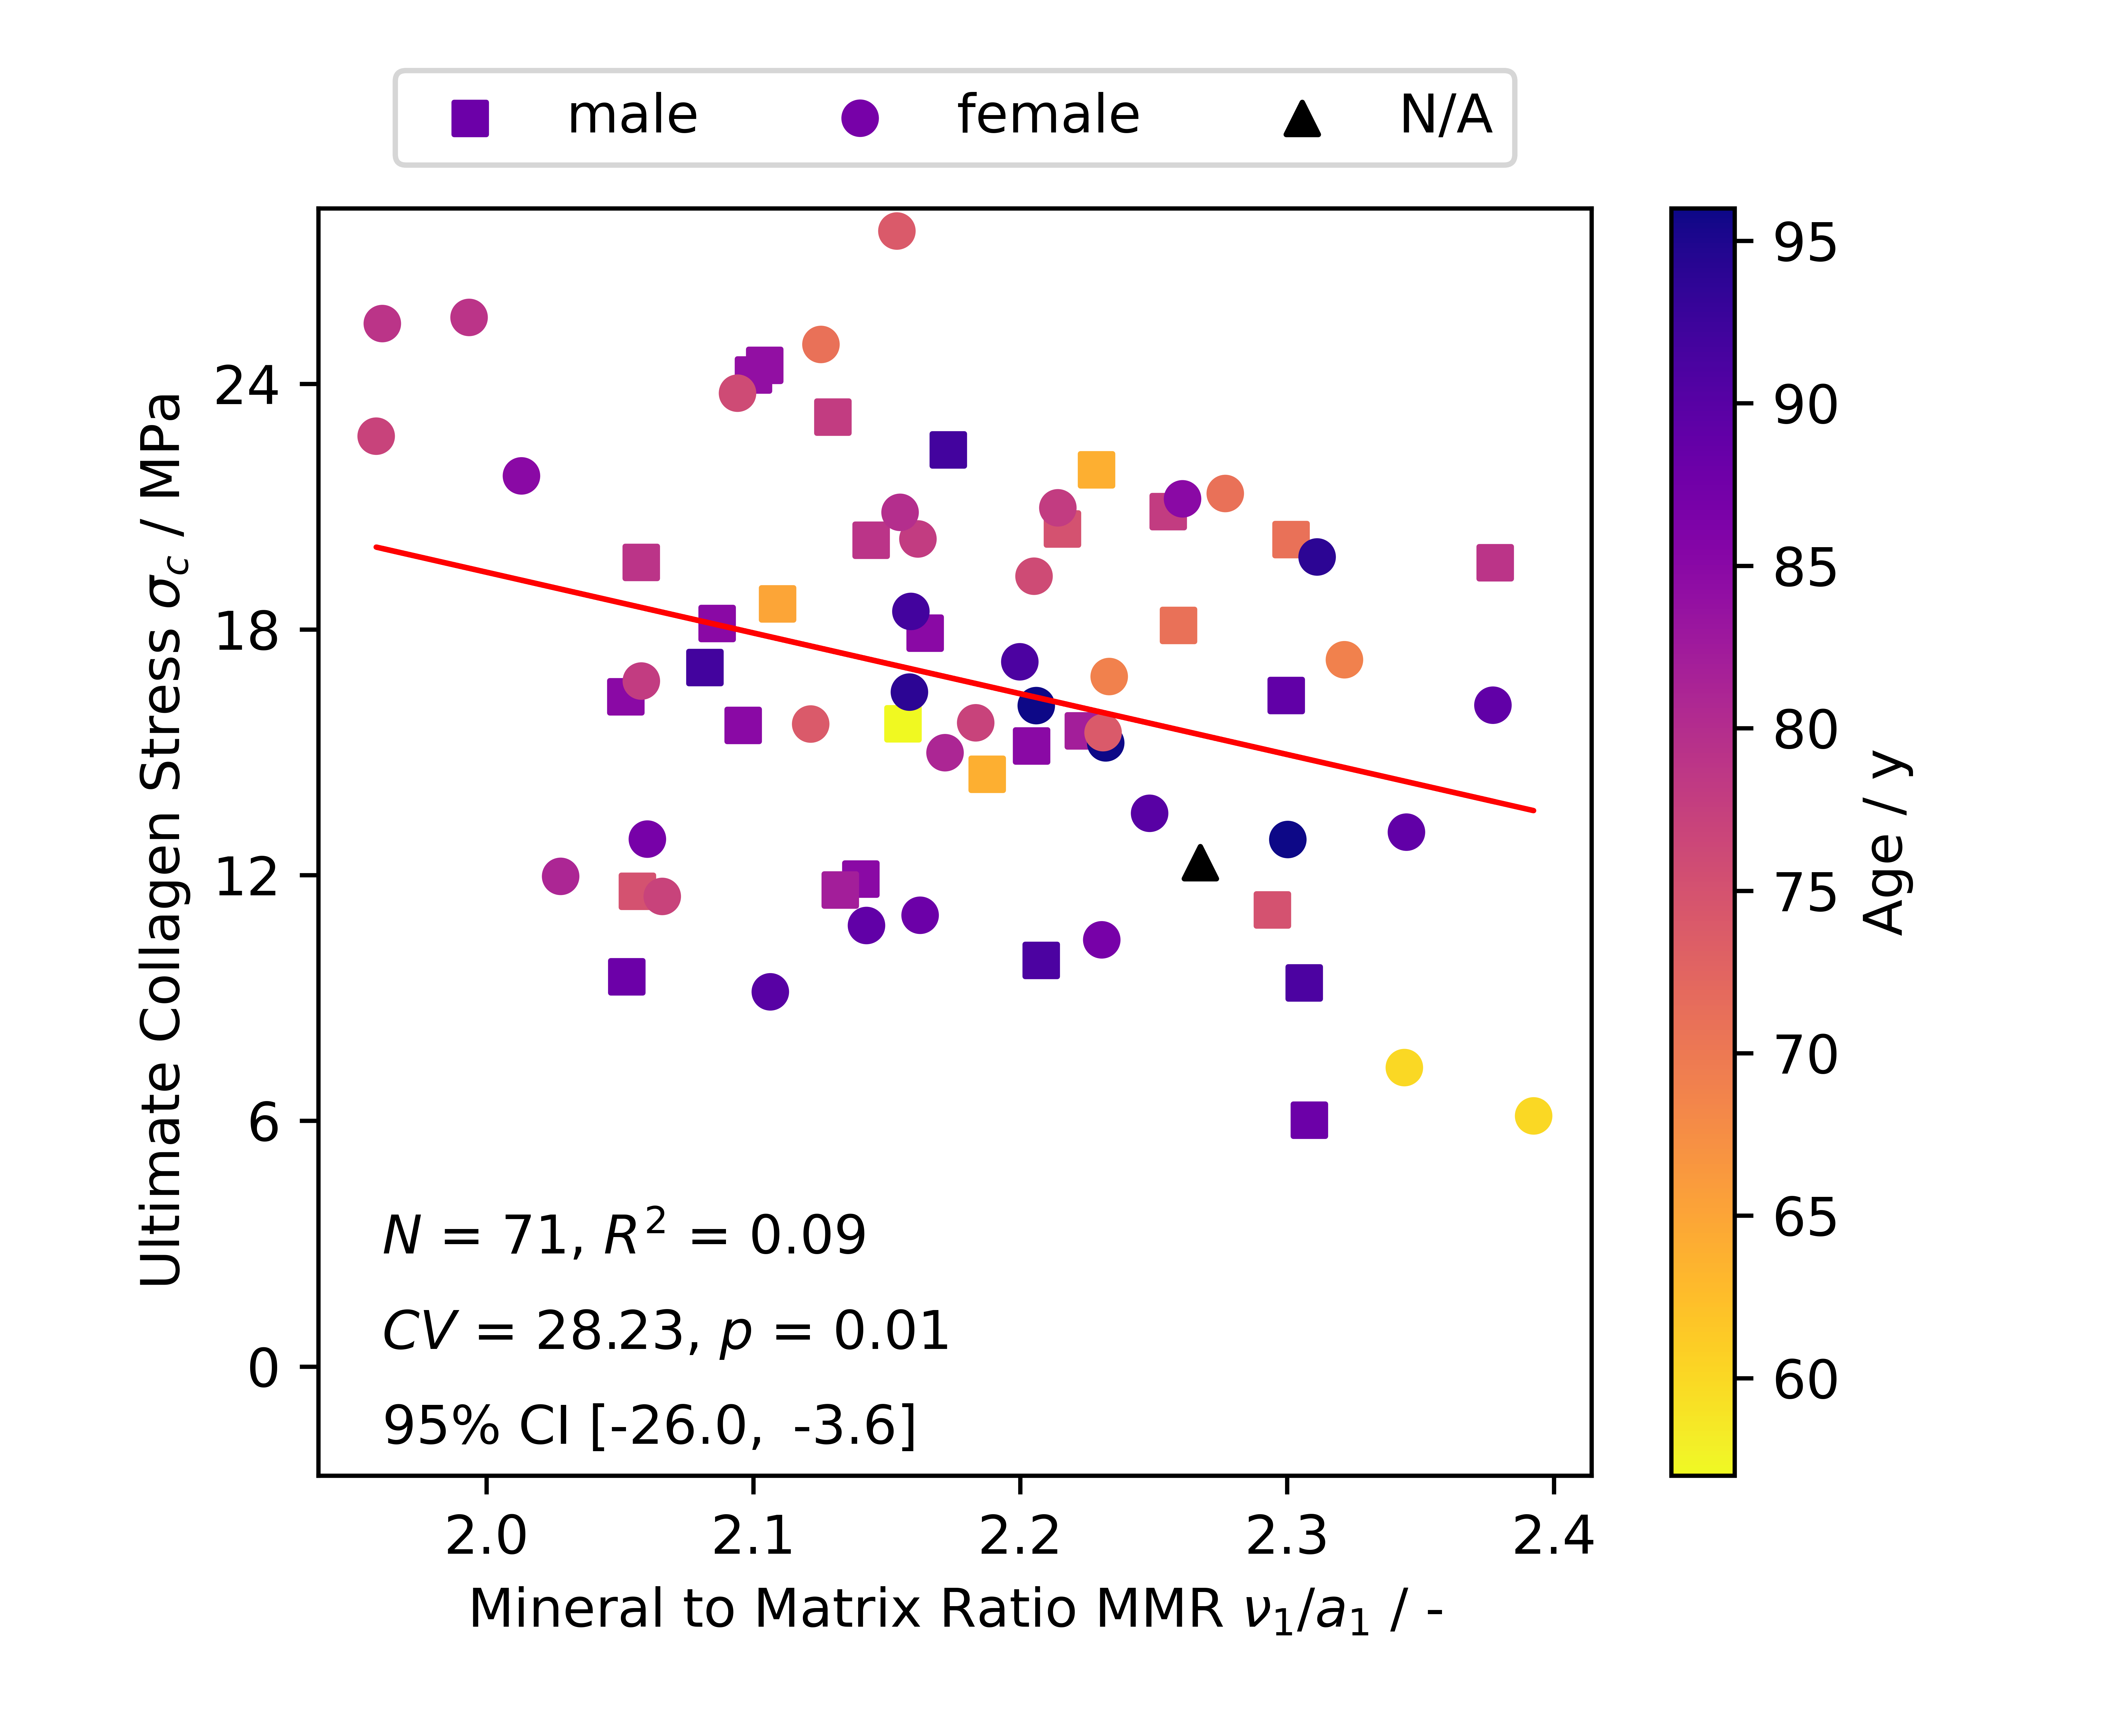 male female N/A
Ultimate Collagen Stress σc / MPa
24
18
12
6
0
N = 71, R² = 0.09
CV = 28.23, p = 0.01
95% CI [-26.0, -3.6]
2.0 2.1 2.2 2.3 2.4
Mineral to Matrix Ratio MMR ν₁/a₁ / -
95
90
85
80
75
70
65
60
Age / y